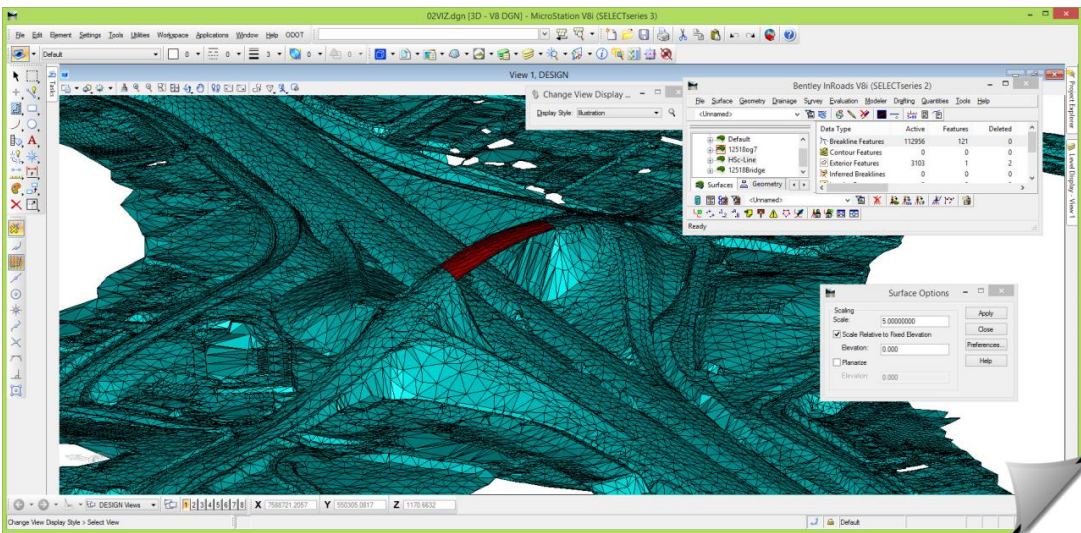 02VIZ.dgn [3D - V8 DGN] - MicroStation V8i (SELECTseries 3)
File Edit Element Settings Tools Utilities Workspace Applications Window Help ODOT
Default 0 0 3 0 0
View 1, DESIGN
Tasks
Project Explorer
Level Display - View 1
Change View Display ...
Display Style: Illustration
Bentley InRoads V8i (SELECTseries 2)
File Surface Geometry Drainage Survey Evaluation Modeler Drafting Quantities Tools Help
<Unnamed>
Default
12518og7
HSc-Line
12518Bridge
Surfaces Geometry
Data Type Active Features Deleted
Breakline Features 112956 121 0
Contour Features 0 0 0
Exterior Features 3103 1 2
Inferred Breaklines 0 0 0
<Unnamed>
Ready
Surface Options
Scaling
Scale: 5.00000000
Scale Relative to Fixed Elevation
Elevation: 0.000
Planarize
Elevation: 0.000
Apply
Close
Preferences...
Help
DESIGN Views 1 2 3 4 5 6 7 8 X 7588721.2057 Y 550305.0817 Z 1170.6632
Change View Display Style > Select View
Default